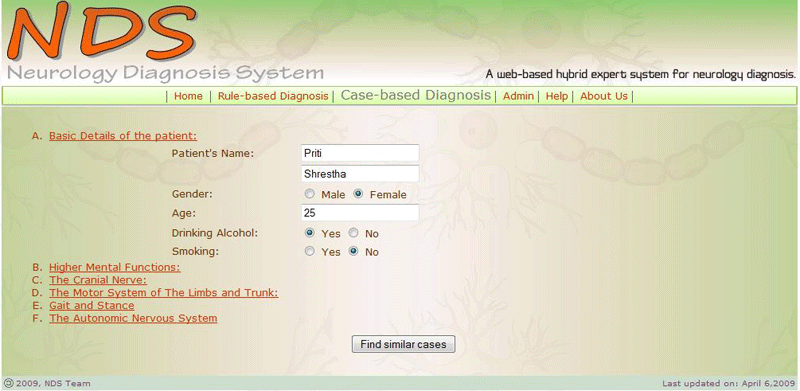 NDS
Neurology Diagnosis System
A web-based hybrid expert system for neurology diagnosis.
| Home | Rule-based Diagnosis | Case-based Diagnosis | Admin | Help | About Us |
A. Basic Details of the patient:
Patient's Name: Priti
Shrestha
Gender: Male Female
Age: 25
Drinking Alcohol: Yes No
Smoking: Yes No
B. Higher Mental Functions:
C. The Cranial Nerve:
D. The Motor System of The Limbs and Trunk:
E. Gait and Stance
F. The Autonomic Nervous System
Find similar cases
@ 2009, NDS Team Last updated on: April 6,2009